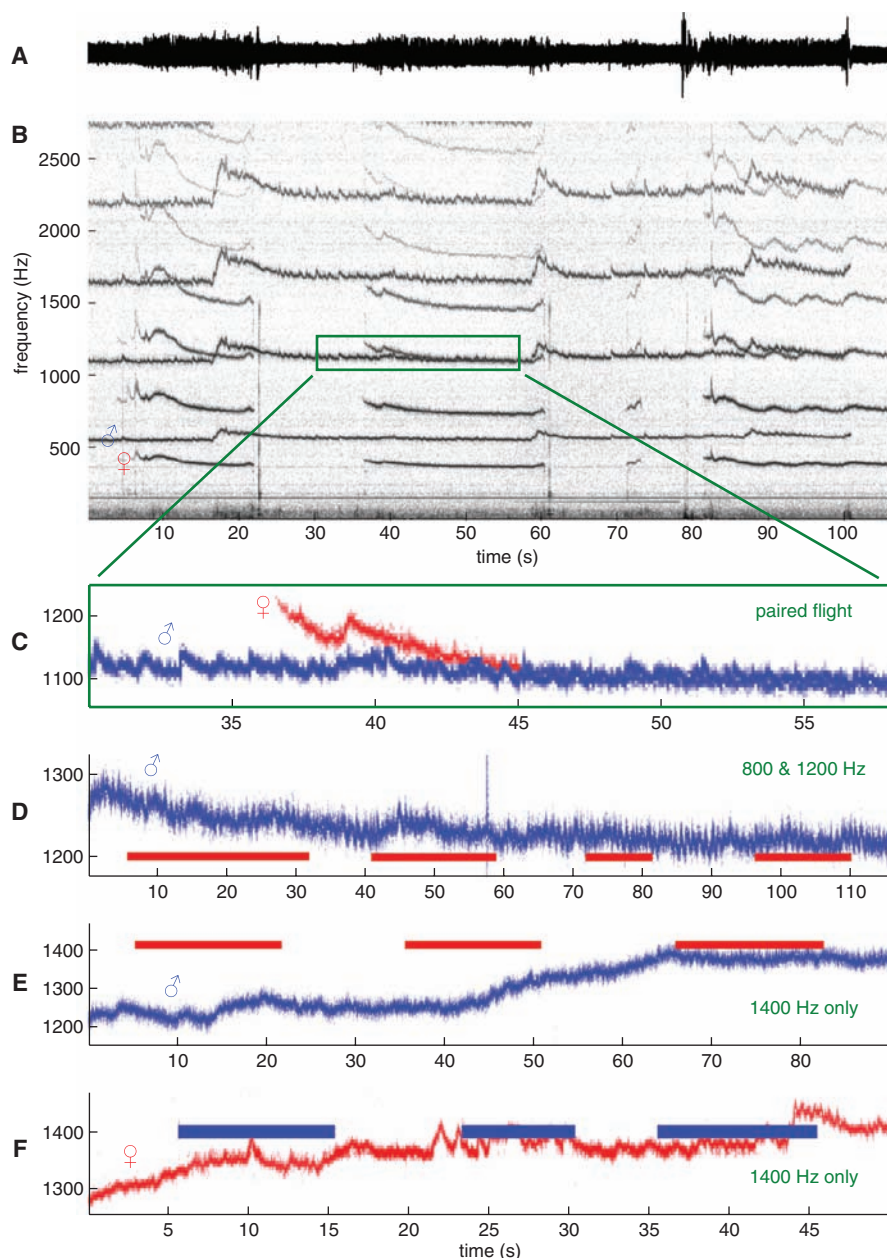 A
B
frequency (Hz)
2500
2000
1500
1000
500
♂
♀
10 20 30 40 50 60 70 80 90 100
time (s)
C
1200
1100
♀
♂
paired flight
35 40 45 50 55
D
1300
1200
♂
800 & 1200 Hz
10 20 30 40 50 60 70 80 90 100 110
E
1400
1300
1200
♂
1400 Hz only
10 20 30 40 50 60 70 80
F
1400
1300
♀
1400 Hz only
5 10 15 20 25 30 35 40 45
time (s)